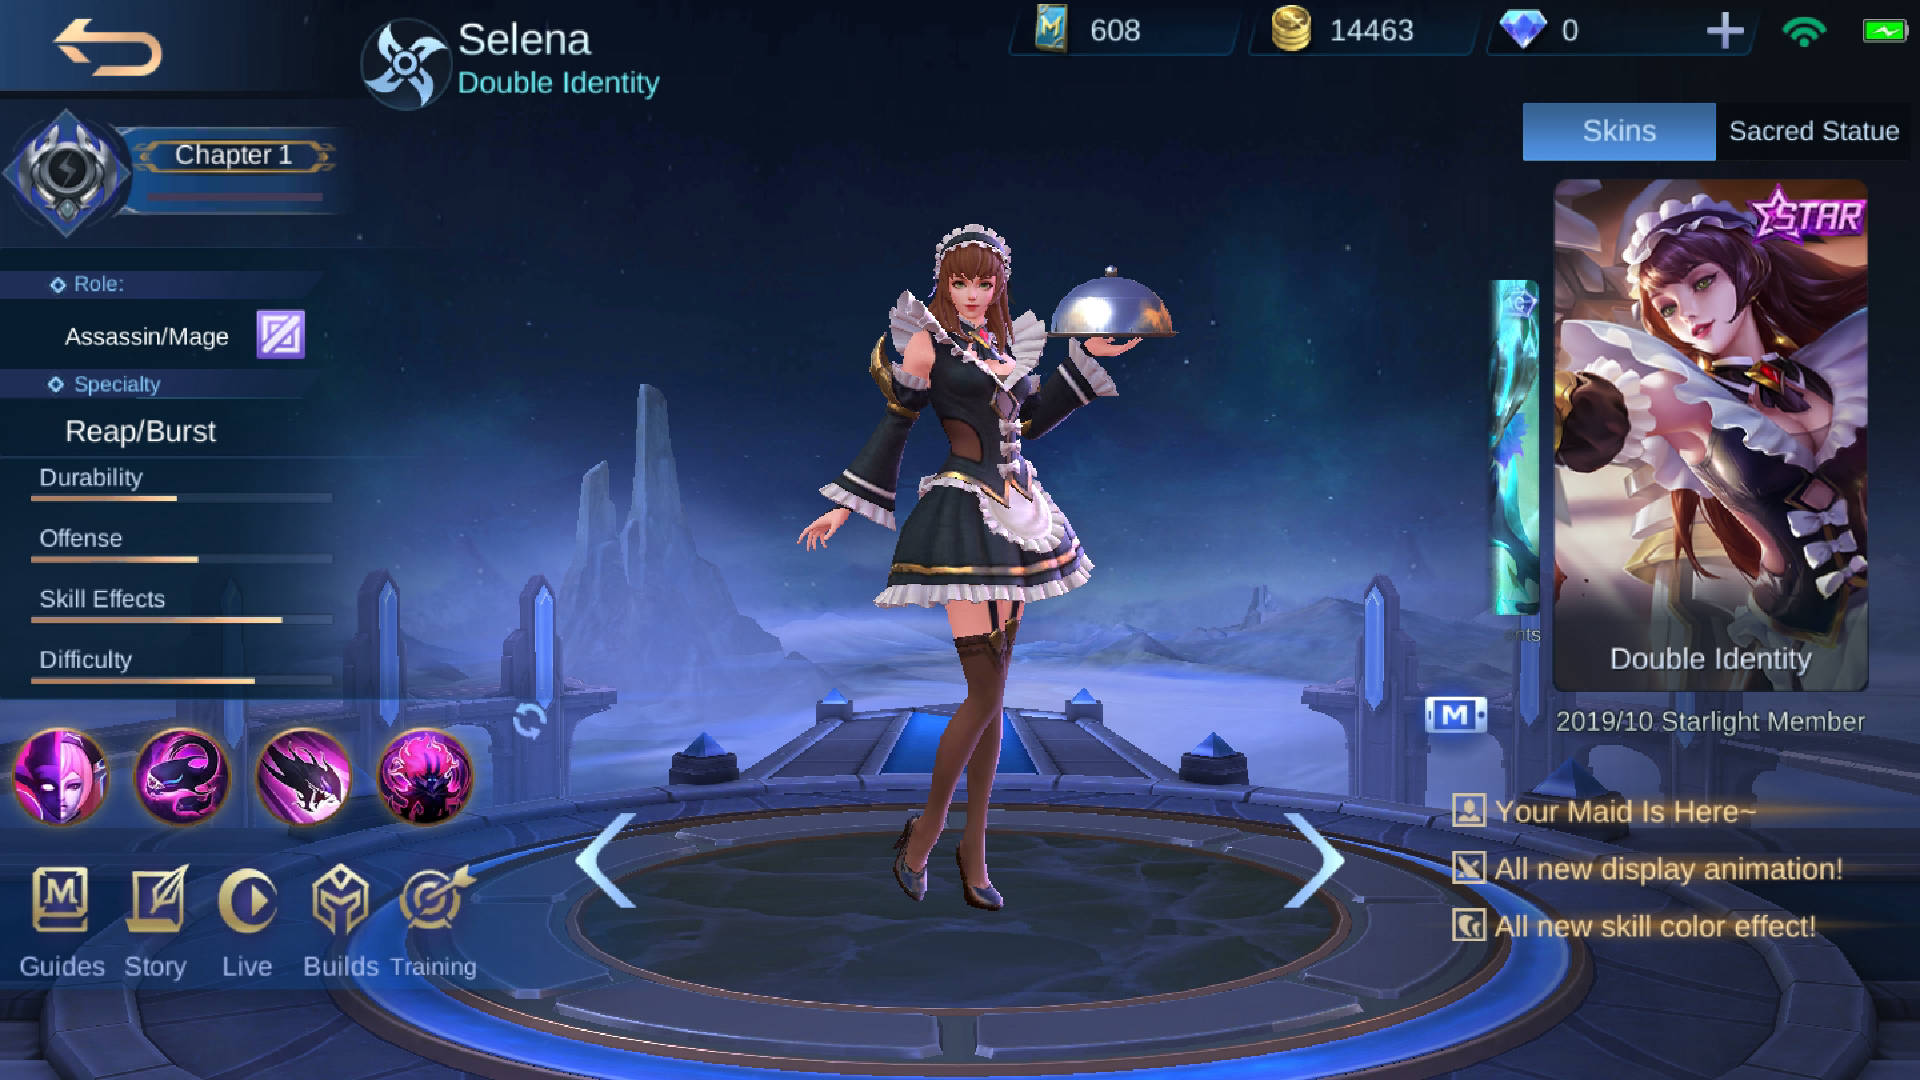 Selena
Double Identity
608
14463
0
Chapter 1
Skins
Sacred Statue
STAR
Role:
Assassin/Mage
Specialty
Reap/Burst
Durability
Offense
Skill Effects
Difficulty
nts
Double Identity
M
2019/10 Starlight Member
Your Maid Is Here~
All new display animation!
All new skill color effect!
Guides
Story
Live
Builds
Training